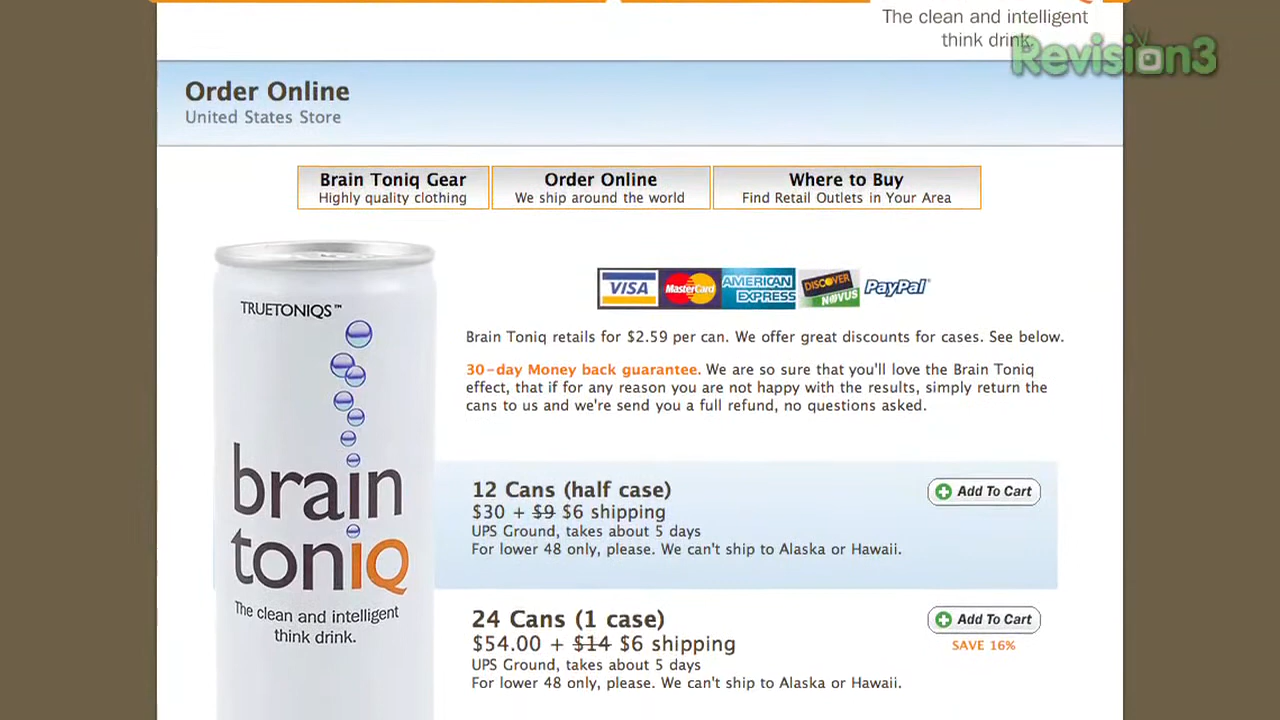 The clean and intelligent
think drink.
Revision3
Order Online
United States Store
Brain Toniq Gear
Highly quality clothing
Order Online
We ship around the world
Where to Buy
Find Retail Outlets in Your Area
VISA
MasterCard
AMERICAN EXPRESS
DISCOVER NOVUS
PayPal
Brain Toniq retails for $2.59 per can. We offer great discounts for cases. See below.
30-day Money back guarantee. We are so sure that you'll love the Brain Toniq
effect, that if for any reason you are not happy with the results, simply return the
cans to us and we're send you a full refund, no questions asked.
TRUETONIQS™
brain
toniQ
The clean and intelligent
think drink.
12 Cans (half case)
Add To Cart
$30 + $9 $6 shipping
UPS Ground, takes about 5 days
For lower 48 only, please. We can't ship to Alaska or Hawaii.
24 Cans (1 case)
Add To Cart
$54.00 + $14 $6 shipping
SAVE 16%
UPS Ground, takes about 5 days
For lower 48 only, please. We can't ship to Alaska or Hawaii.